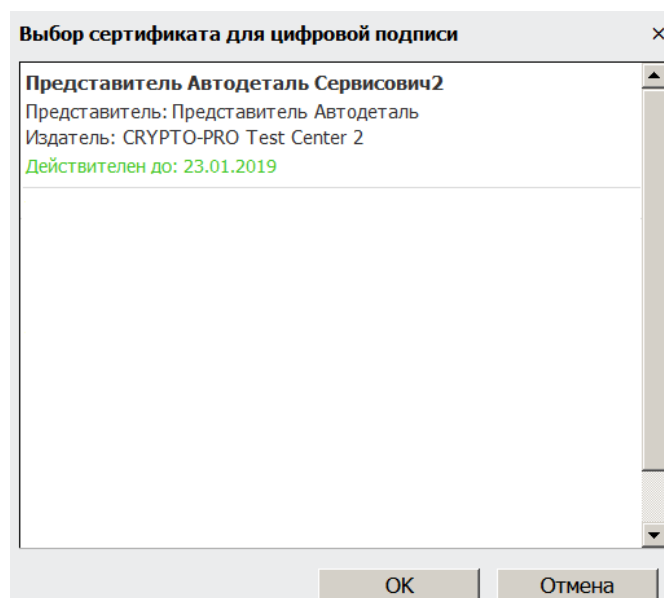 Выбор сертификата для цифровой подписи
Представитель Автодеталь Сервисович2
Представитель: Представитель Автодеталь
Издатель: CRYPTO-PRO Test Center 2
Действителен до: 23.01.2019
OK
Отмена